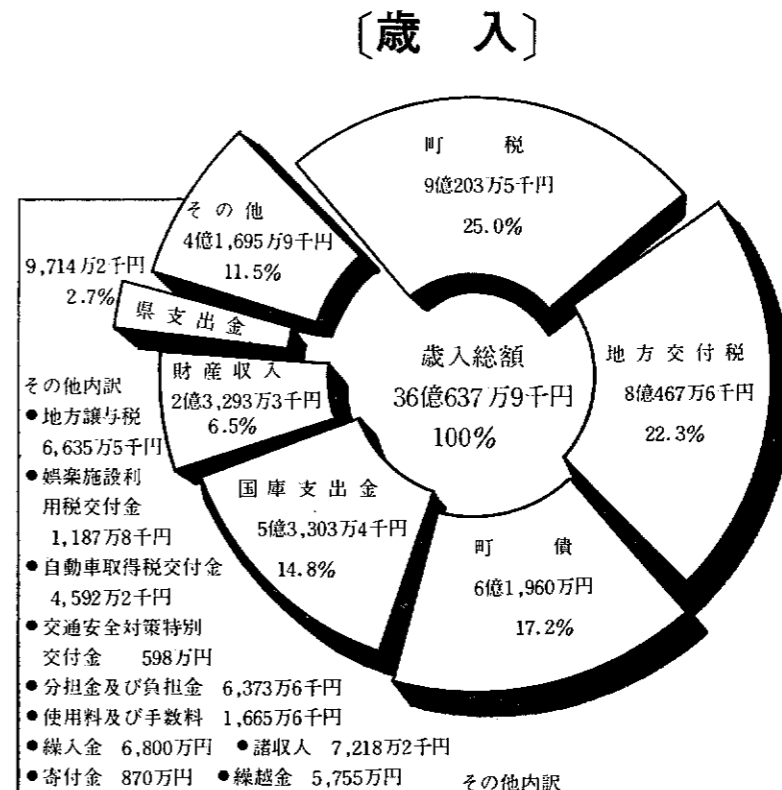 〔歳 入〕
町 税
9億203万5千円
25.0%
地方交付税
8億467万6千円
22.3%
町 債
6億1,960万円
17.2%
国庫支出金
5億3,303万4千円
14.8%
財産収入
2億3,293万3千円
6.5%
県支出金
9,714万2千円
2.7%
その他
4億1,695万9千円
11.5%
歳入総額
36億637万9千円
100%
その他内訳
●地方譲与税
6,635万5千円
●娯楽施設利
用税交付金
1,187万8千円
●自動車取得税交付金
4,592万2千円
●交通安全対策特別
交付金 598万円
●分担金及び負担金 6,373万6千円
●使用料及び手数料 1,665万6千円
●繰入金 6,800万円 ●諸収入 7,218万2千円
●寄付金 870万円 ●繰越金 5,755万円
その他内訳